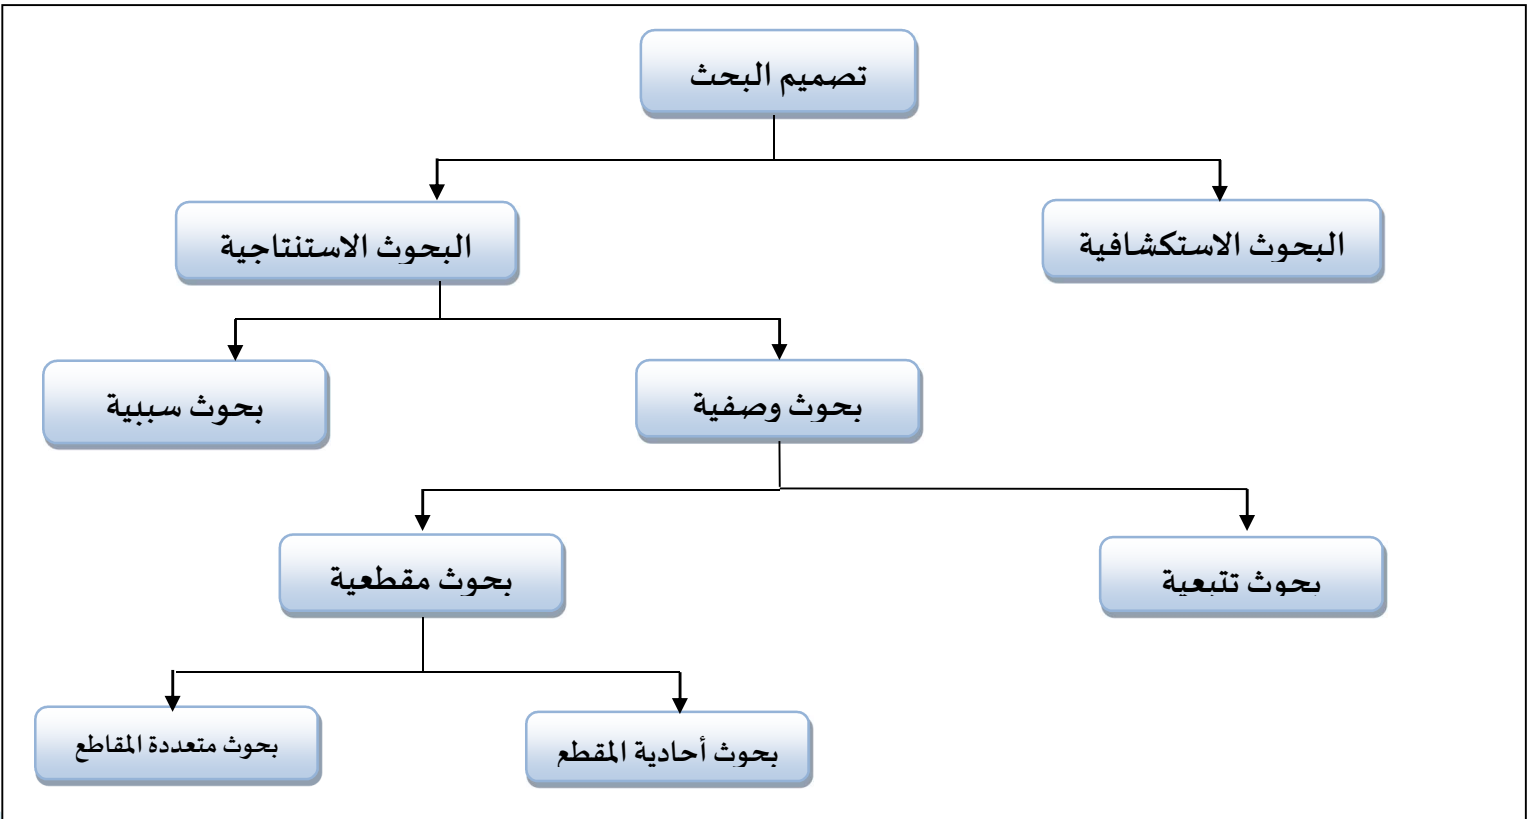 تصميم البحث
البحوث الاستكشافية
البحوث الاستنتاجية
بحوث وصفية
بحوث سببية
بحوث تتبعية
بحوث مقطعية
بحوث أحادية المقطع
بحوث متعددة المقاطع